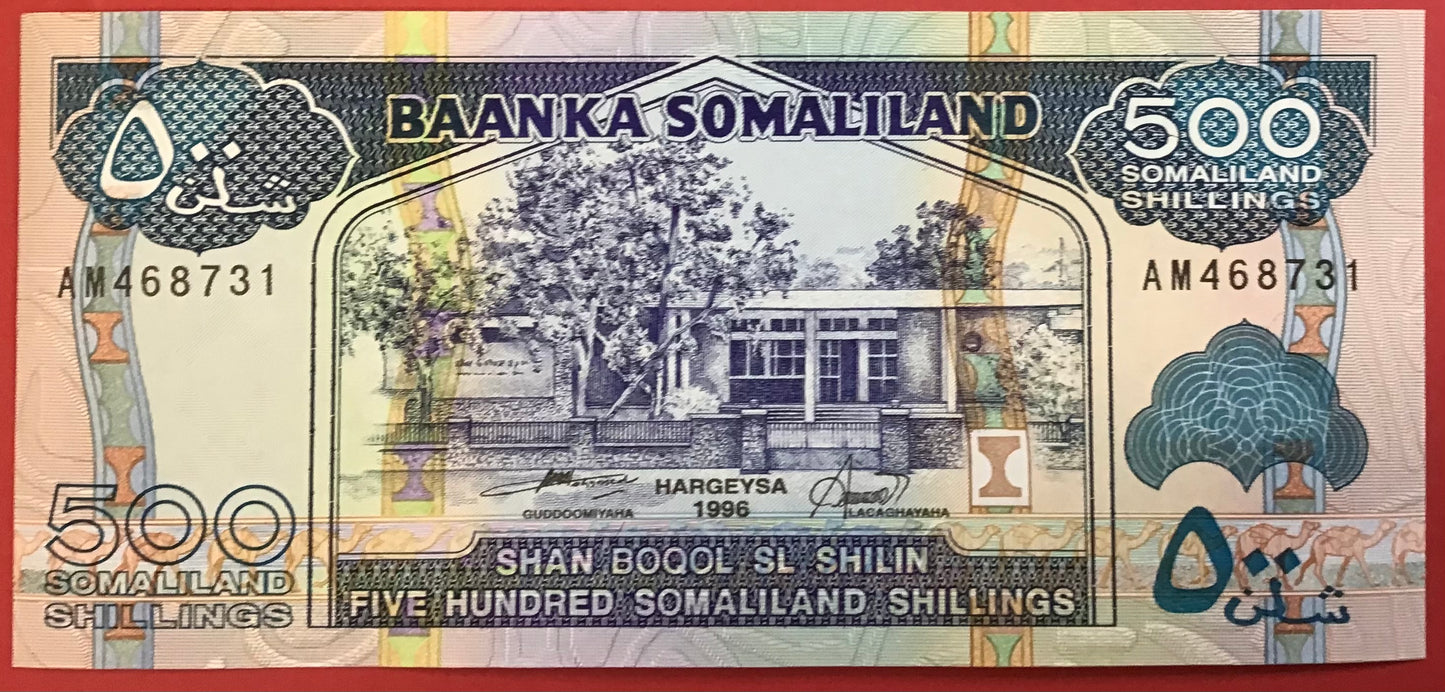 BAANKA SOMALILAND
٥٠٠
شلن
500
SOMALILAND
SHILLINGS
AM468731
AM468731
HARGEYSA
1996
GUDDOOMIYAHA
LACAGHAYAHA
500
SOMALILAND
SHILLINGS
SHAN BOQOL SL SHILIN
FIVE HUNDRED SOMALILAND SHILLINGS
٥٠٠
شلن